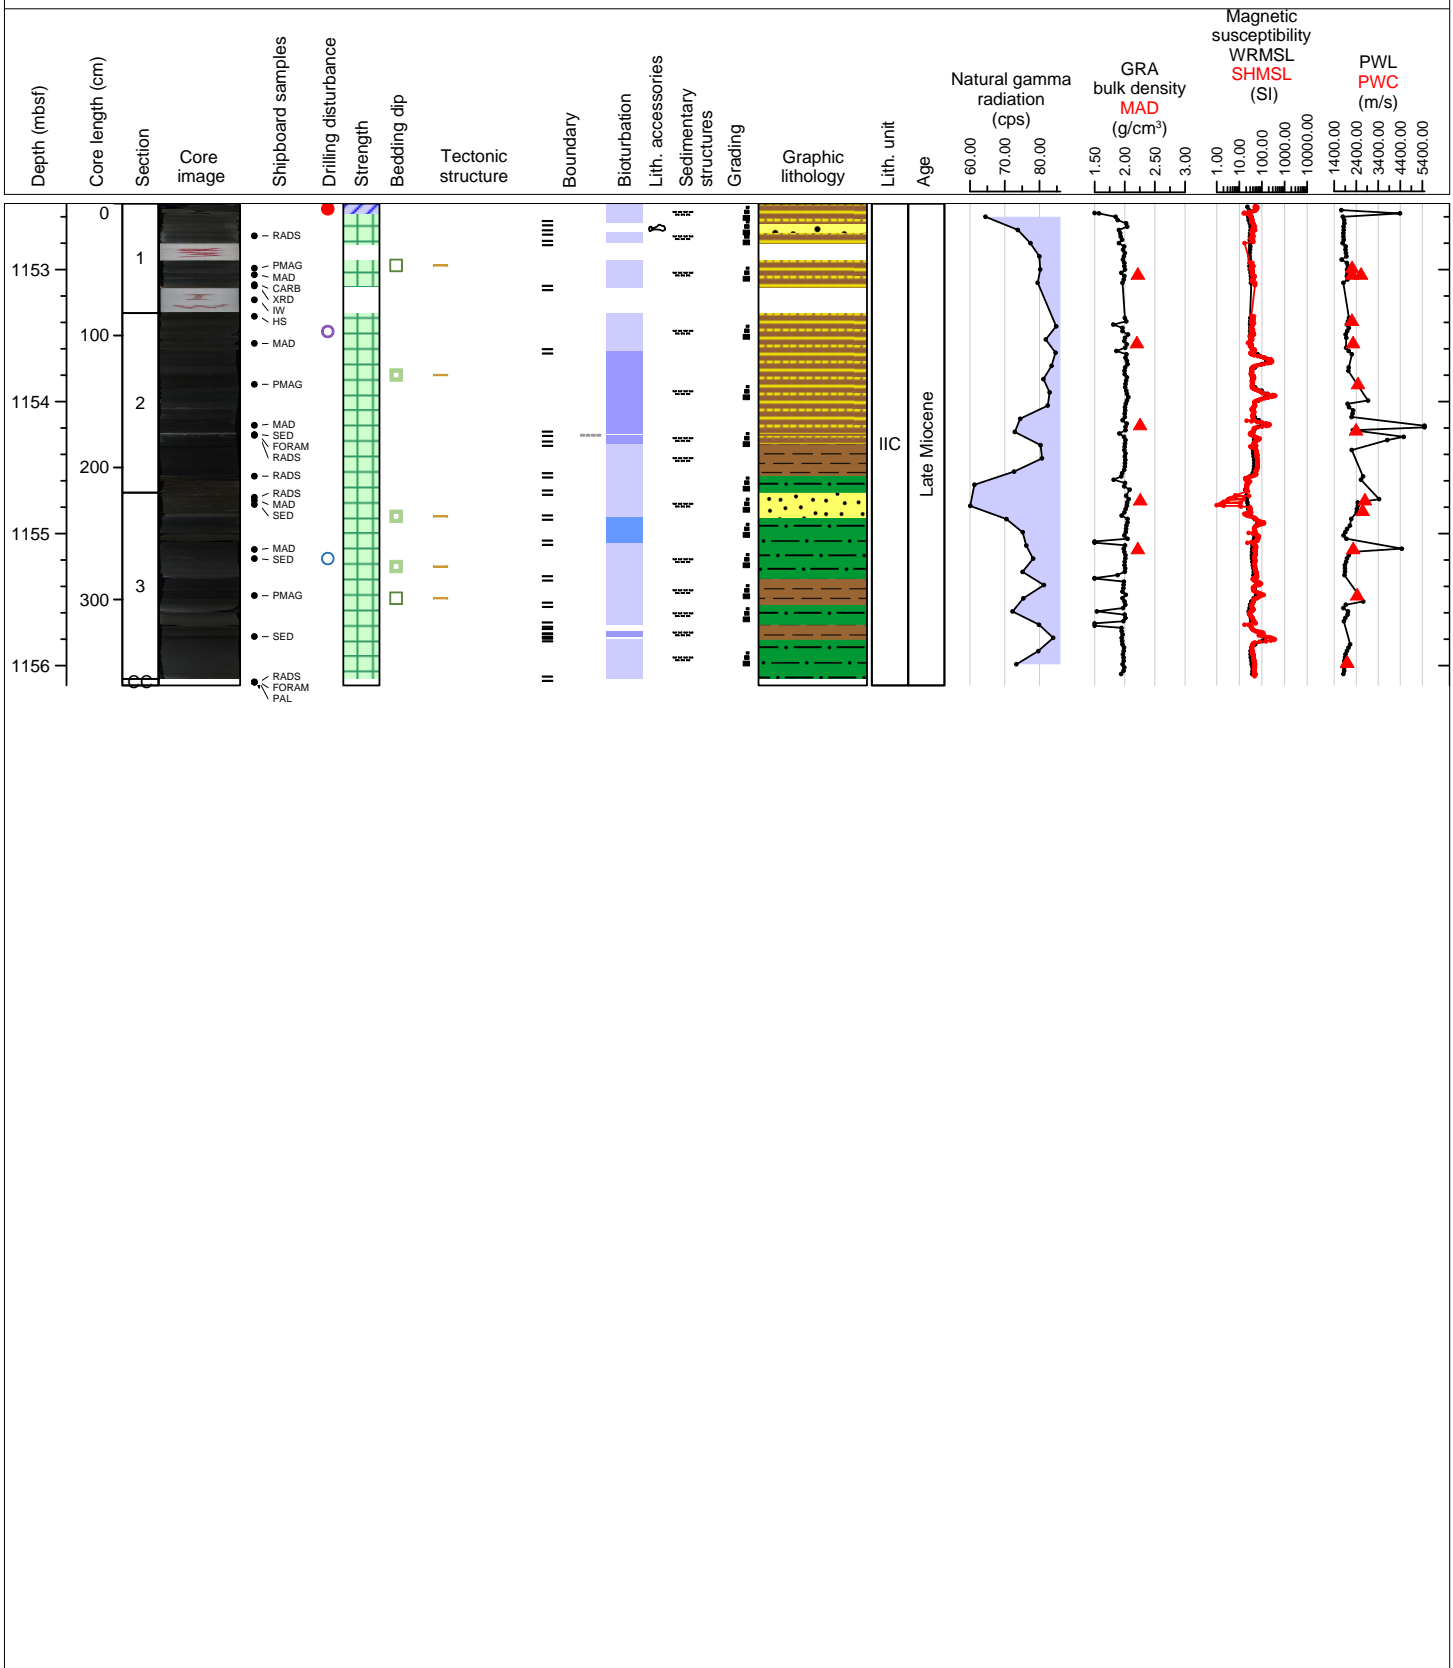 Depth (mbsf)
Core length (cm)
Section
Core
image
Shipboard samples
Drilling disturbance
Strength
Bedding dip
Tectonic
structure
Boundary
Bioturbation
Lith. accessories
Sedimentary
structures
Grading
Graphic
lithology
Lith. unit
Age
Natural gamma
radiation
(cps)
60.00
70.00
80.00
GRA
bulk density
MAD
(g/cm³)
1.50
2.00
2.50
3.00
Magnetic
susceptibility
WRMSL
SHMSL
(SI)
1.00
10.00
100.00
1000.00
10000.00
PWL
PWC
(m/s)
1400.00
2400.00
3400.00
4400.00
5400.00
1153
1154
1155
1156
0
100
200
300
1
2
3
CC
RADS
PMAG
MAD
CARB
XRD
IW
HS
MAD
PMAG
MAD
SED
FORAM
RADS
RADS
RADS
MAD
SED
MAD
SED
PMAG
SED
RADS
FORAM
PAL
IIC
Late Miocene